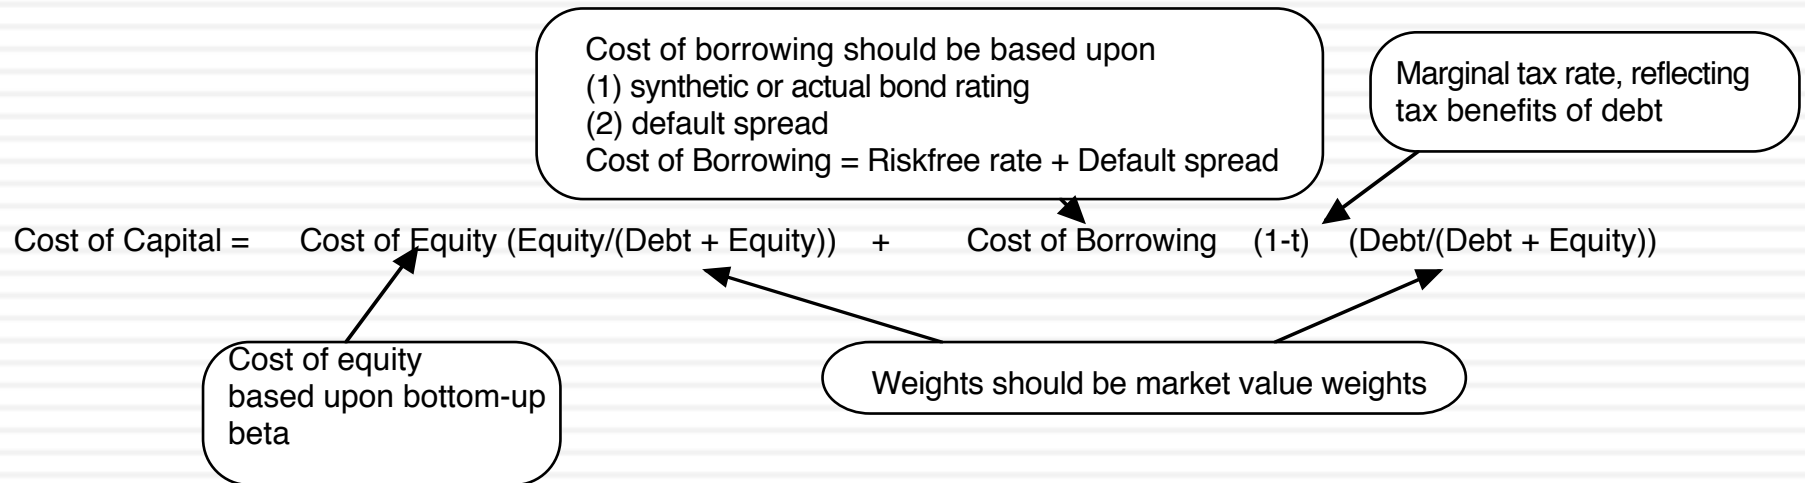 Cost of borrowing should be based upon
(1) synthetic or actual bond rating
(2) default spread
Cost of Borrowing = Riskfree rate + Default spread
Marginal tax rate, reflecting
tax benefits of debt
Cost of Capital = Cost of Equity (Equity/(Debt + Equity)) + Cost of Borrowing (1-t) (Debt/(Debt + Equity))
Cost of equity
based upon bottom-up
beta
Weights should be market value weights